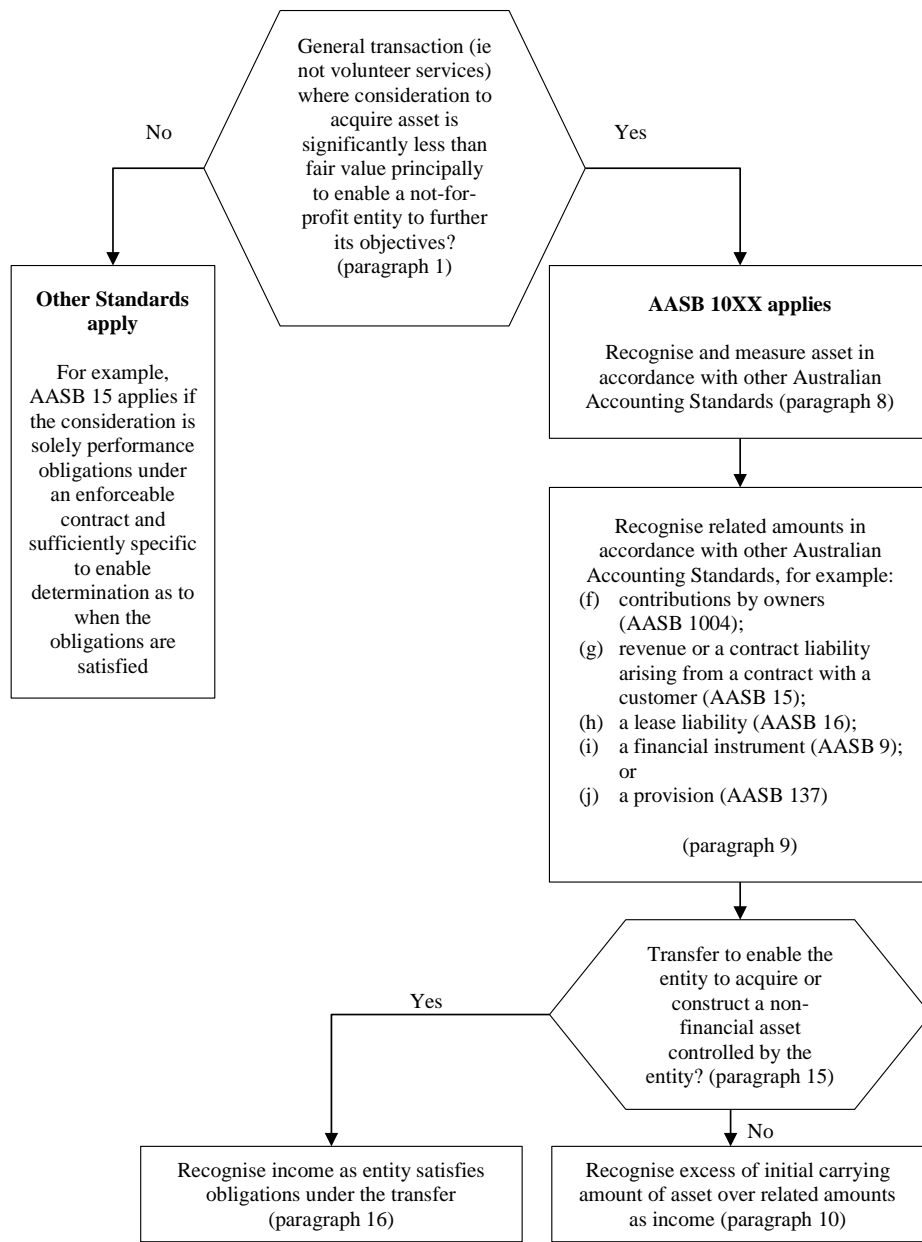 General transaction (ie
not volunteer services)
where consideration to
acquire asset is
significantly less than
fair value principally
to enable a not-for-
profit entity to further
its objectives?
(paragraph 1)
No
Yes
Other Standards
apply
For example,
AASB 15 applies if
the consideration is
solely performance
obligations under
an enforceable
contract and
sufficiently specific
to enable
determination as to
when the
obligations are
satisfied
AASB 10XX applies
Recognise and measure asset in
accordance with other Australian
Accounting Standards (paragraph 8)
Recognise related amounts in
accordance with other Australian
Accounting Standards, for example:
(f) contributions by owners
(AASB 1004);
(g) revenue or a contract liability
arising from a contract with a
customer (AASB 15);
(h) a lease liability (AASB 16);
(i) a financial instrument (AASB 9);
or
(j) a provision (AASB 137)
(paragraph 9)
Transfer to enable the
entity to acquire or
construct a non-
financial asset
controlled by the
entity? (paragraph 15)
Yes
No
Recognise income as entity satisfies
obligations under the transfer
(paragraph 16)
Recognise excess of initial carrying
amount of asset over related amounts
as income (paragraph 10)